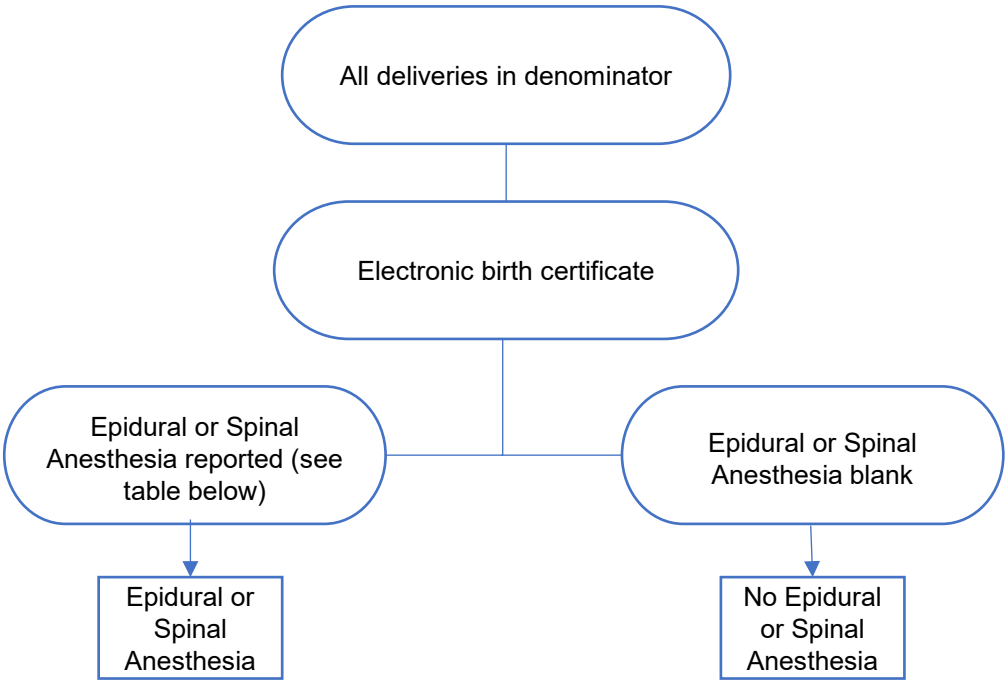 All deliveries in denominator
Electronic birth certificate
Epidural or Spinal
Anesthesia reported (see
table below)
Epidural or Spinal
Anesthesia blank
Epidural or
Spinal
Anesthesia
No Epidural
or Spinal
Anesthesia